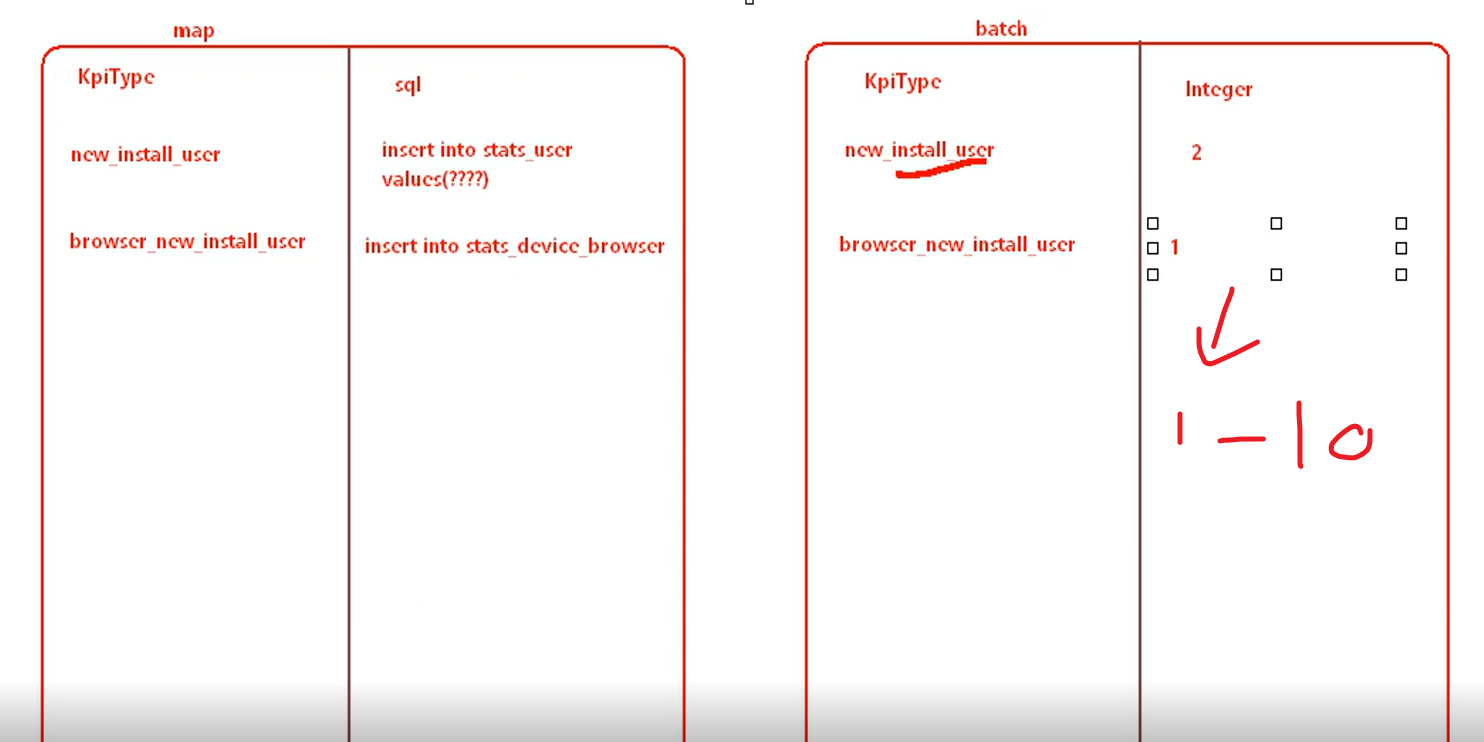 map
KpiType
sql
new_install_user
insert into stats_user
values(????)
browser_new_install_user
insert into stats_device_browser
batch
KpiType
Integer
new_install_user
2
browser_new_install_user
1
1-10